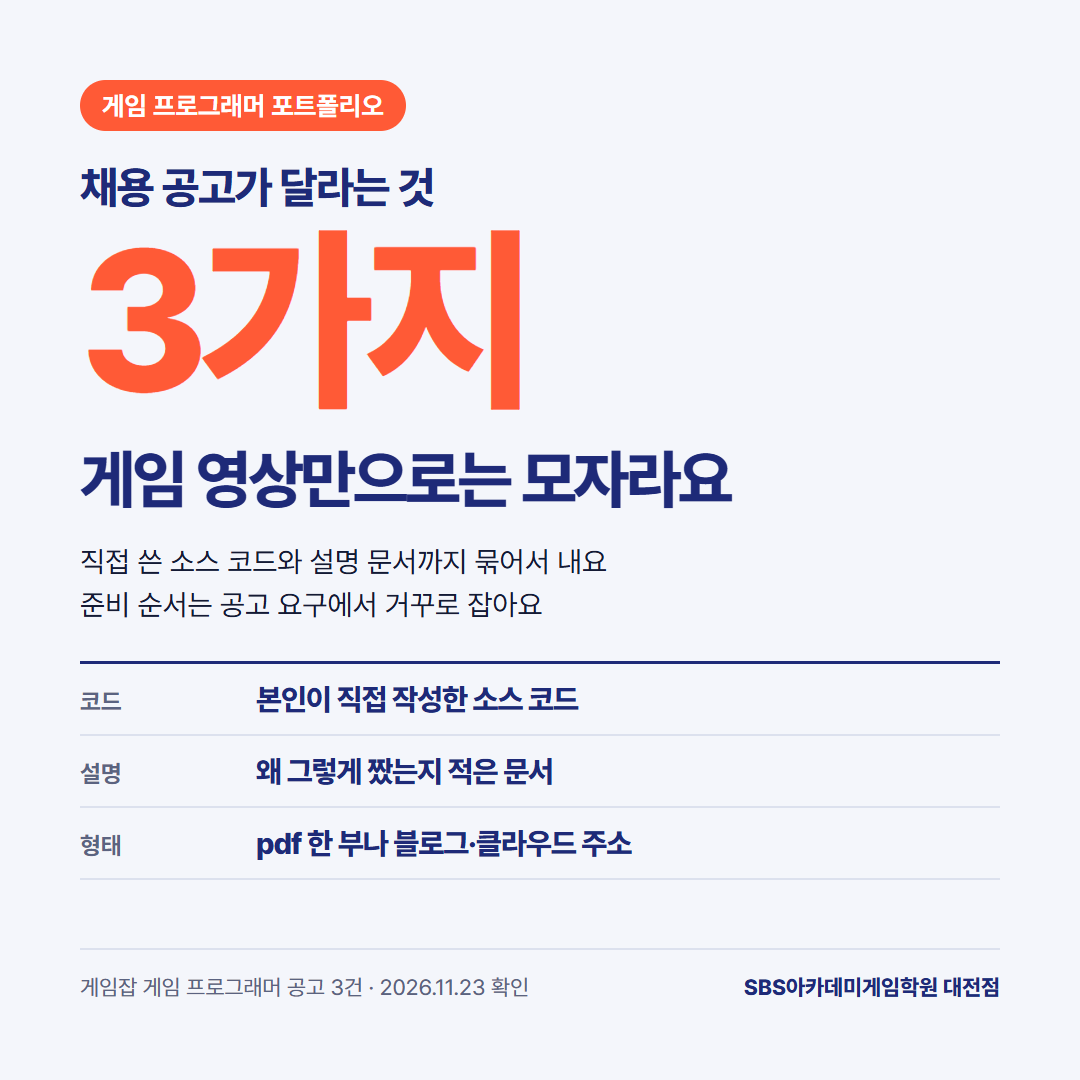 게임 프로그래머 포트폴리오
채용 공고가 달라는 것
3가지
게임 영상만으로는 모자라요
직접 쓴 소스 코드와 설명 문서까지 묶어서 내요
준비 순서는 공고 요구에서 거꾸로 잡아요
코드 본인이 직접 작성한 소스 코드
설명 왜 그렇게 짰는지 적은 문서
형태 pdf 한 부나 블로그·클라우드 주소
게임잡 게임 프로그래머 공고 3건 · 2026.11.23 확인 SBS아카데미게임학원 대전점